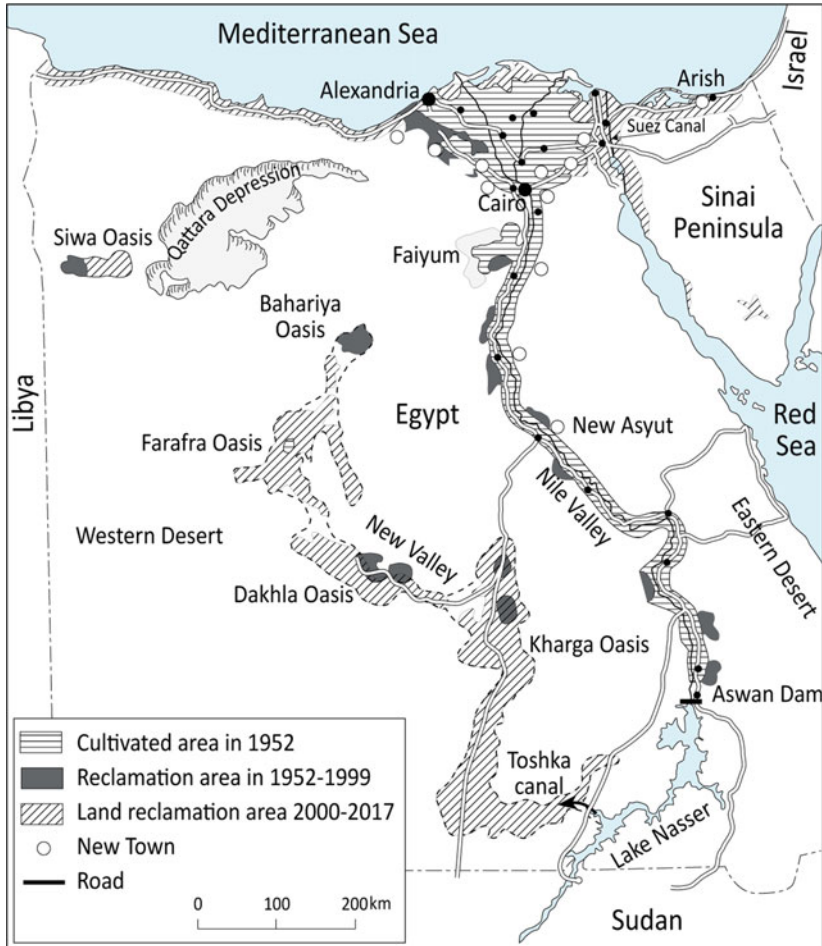 Mediterranean Sea
Israel
Alexandria
Arish
Suez Canal
Cairo
Sinai
Peninsula
Qattara Depression
Siwa Oasis
Faiyum
Bahariya
Oasis
Libya
Egypt
Red
Sea
Farafra Oasis
New Asyut
Nile Valley
Eastern Desert
Western Desert
New Valley
Dakhla Oasis
Kharga Oasis
Aswan Dam
Toshka
canal
Lake Nasser
Sudan
Cultivated area in 1952
Reclamation area in 1952-1999
Land reclamation area 2000-2017
New Town
Road
0 100 200 km